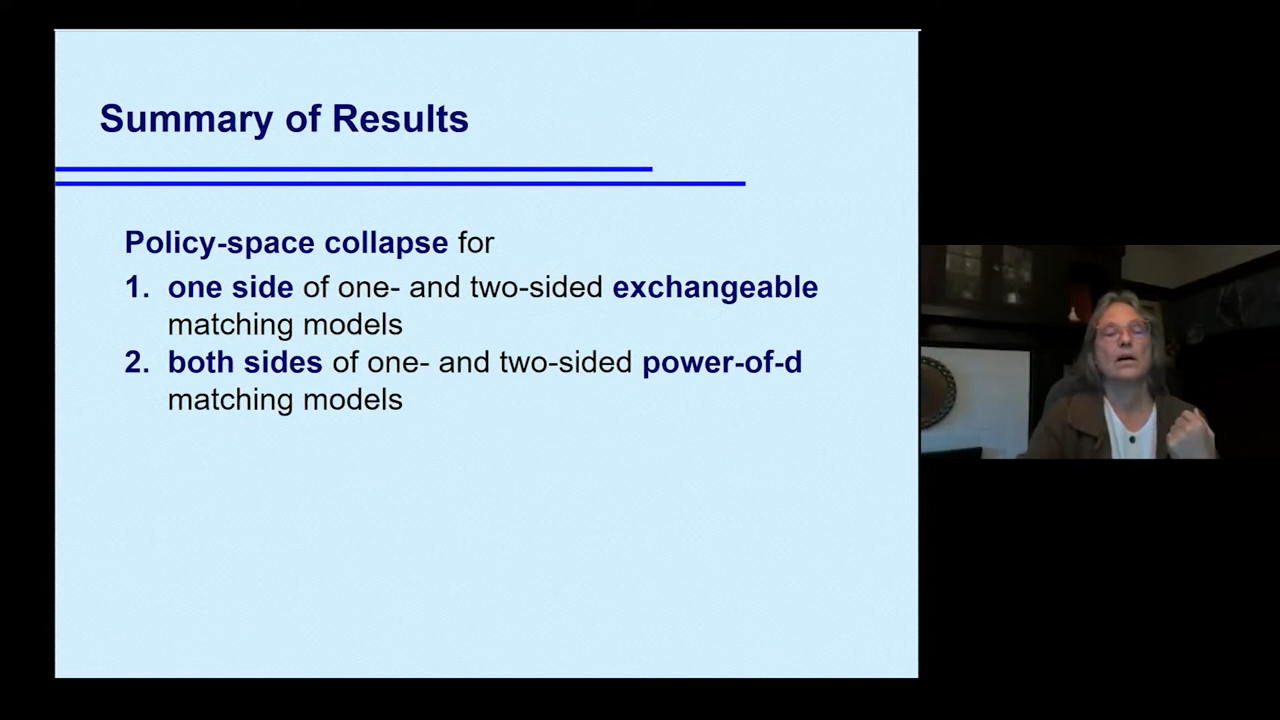 Summary of Results
Policy-space collapse for
1. one side of one- and two-sided exchangeable
matching models
2. both sides of one- and two-sided power-of-d
matching models